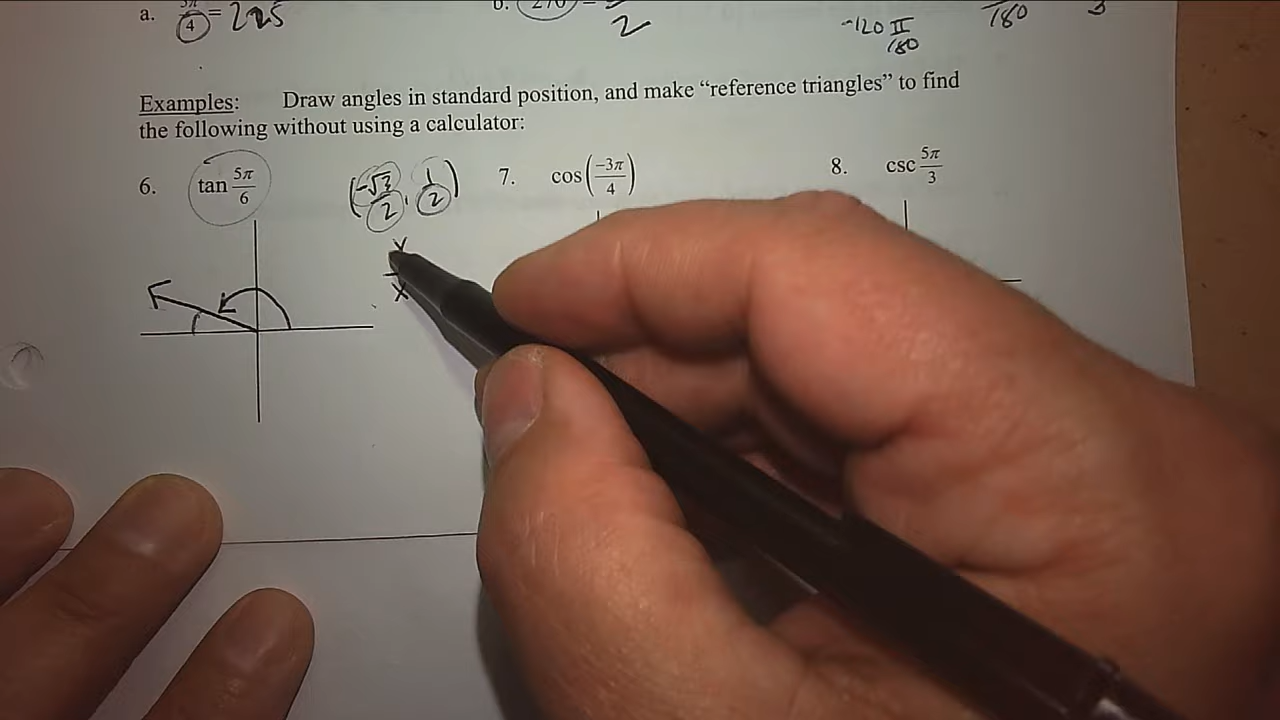 a. 5π/4 = 225
b. 270 = /2
-120 II
180
180
3
Examples: Draw angles in standard position, and make “reference triangles” to find
the following without using a calculator:
6. tan 5π/6 (-√3/2, 1/2) 7. cos(-3π/4) 8. csc 5π/3
y
x